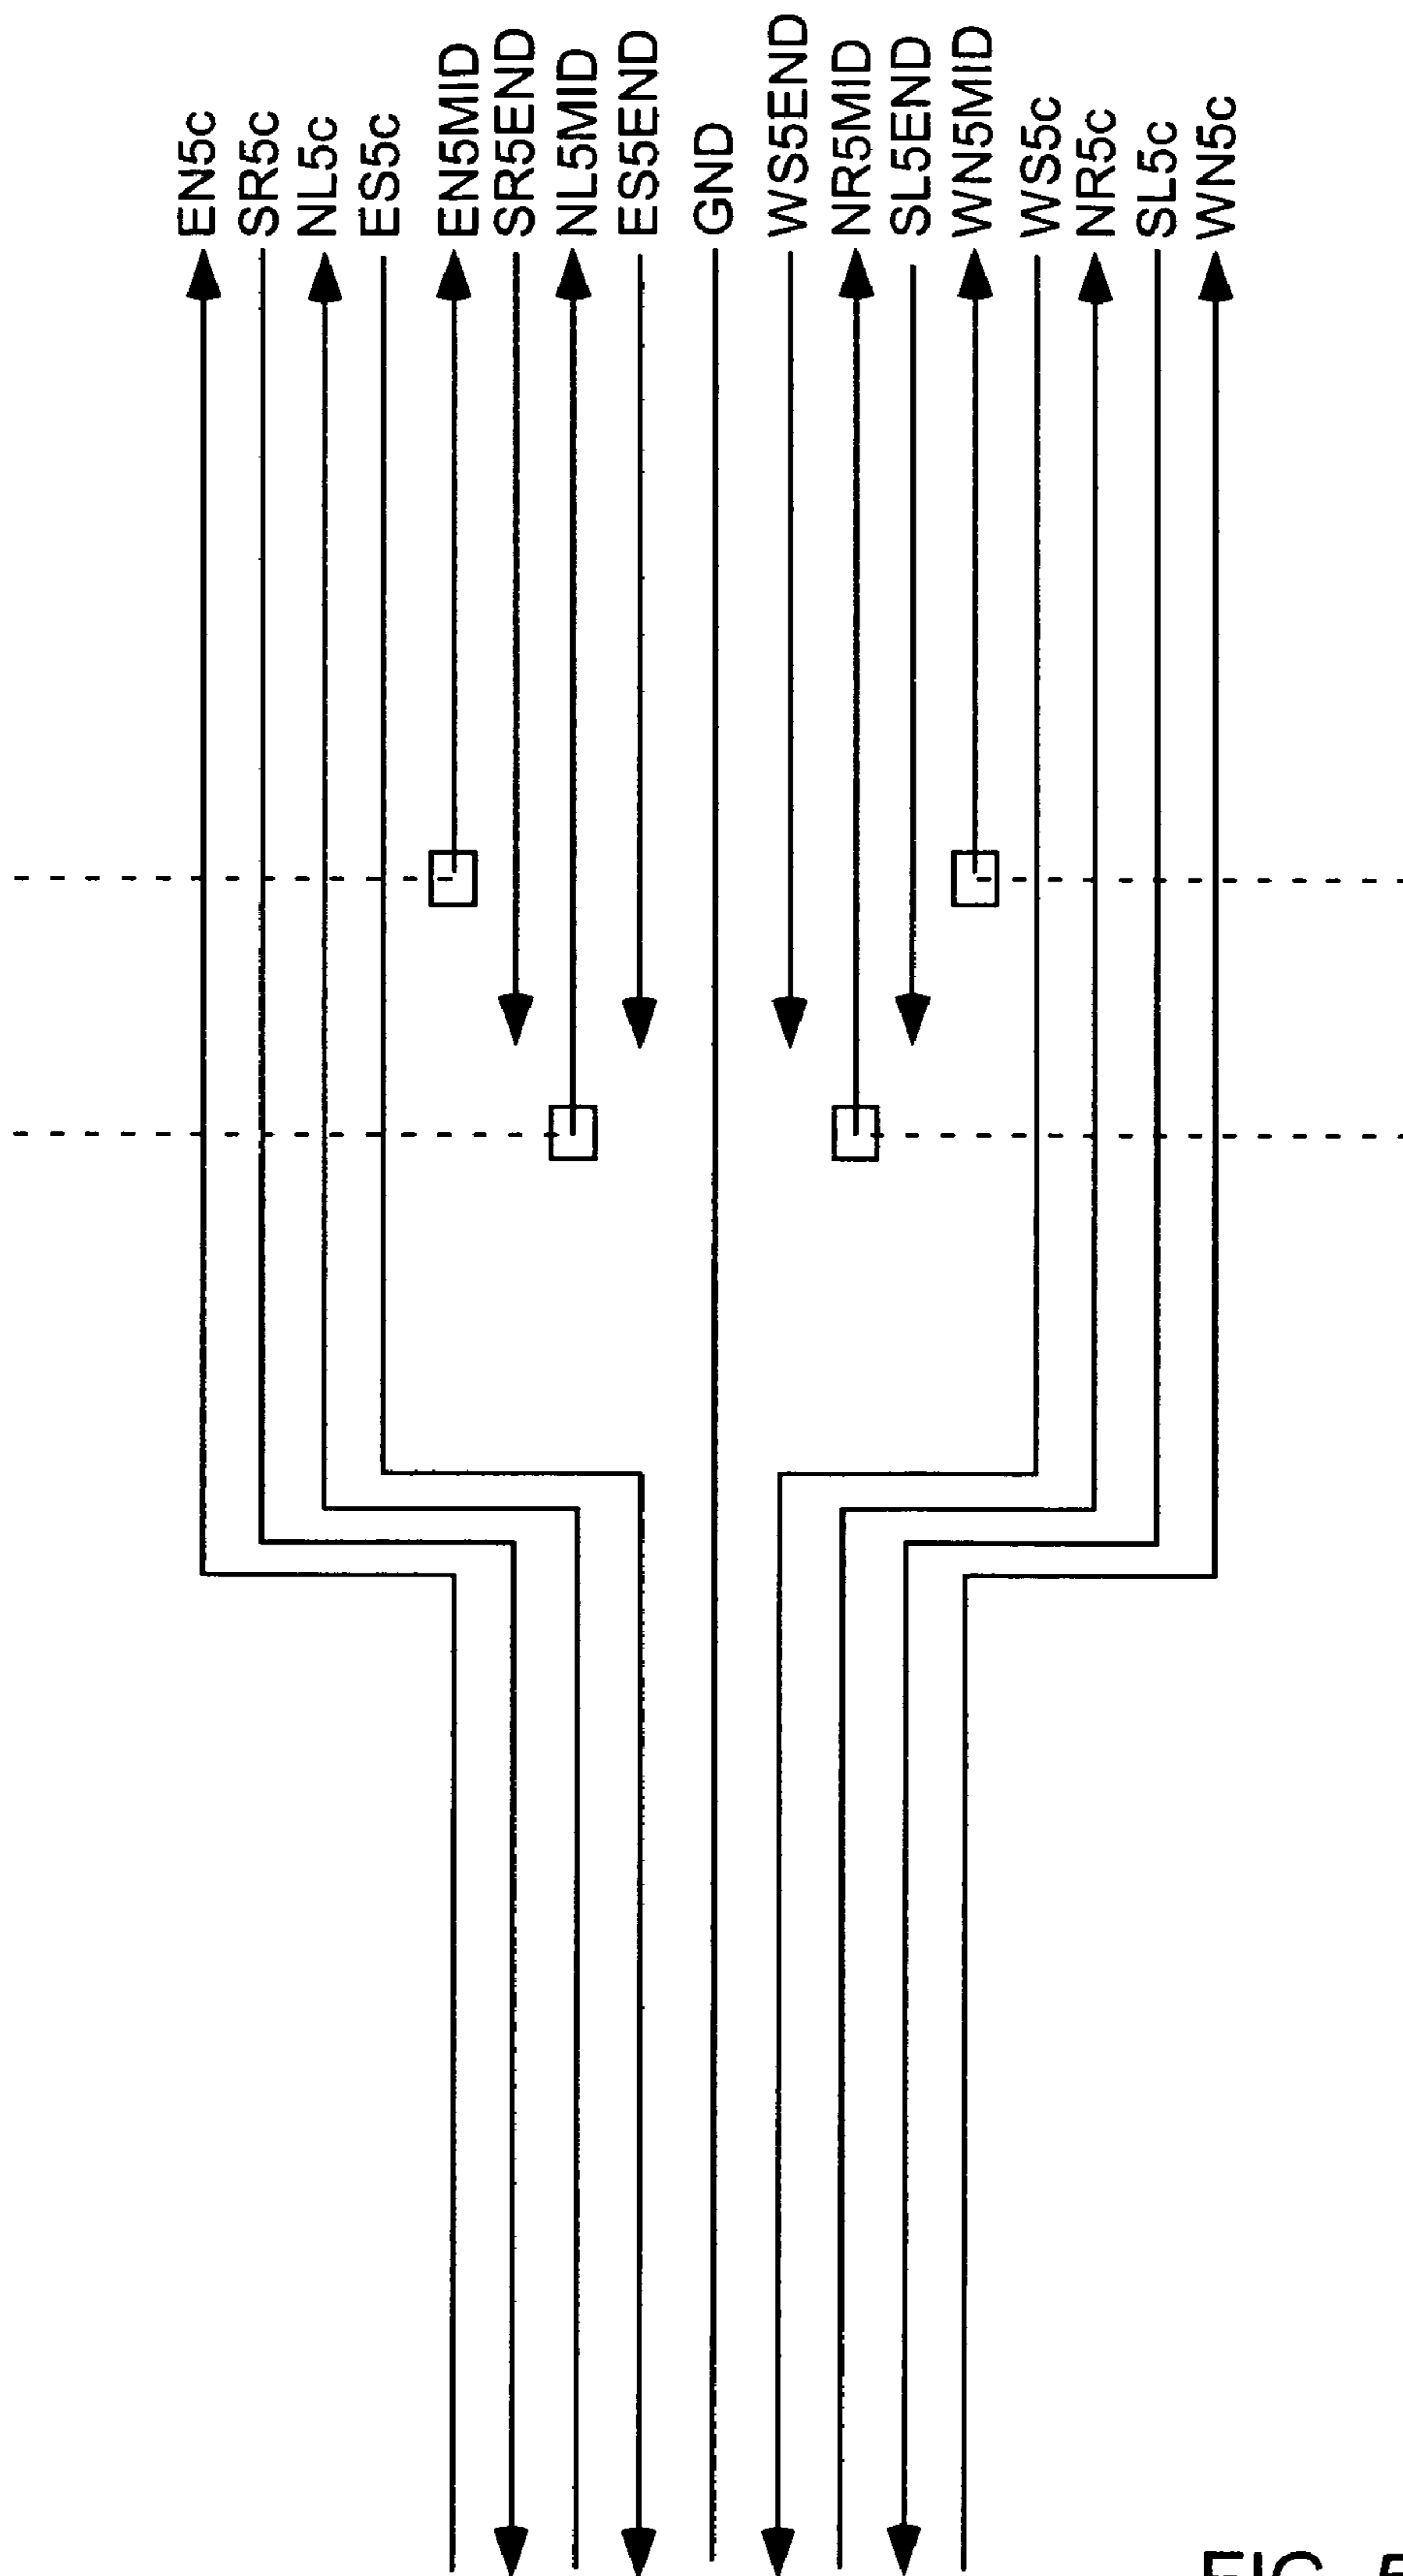 EN5c
SR5c
NL5c
ES5c
EN5MID
SR5END
NL5MID
ES5END
GND
WS5END
NR5MID
SL5END
WN5MID
WS5c
NR5c
SL5c
WN5c